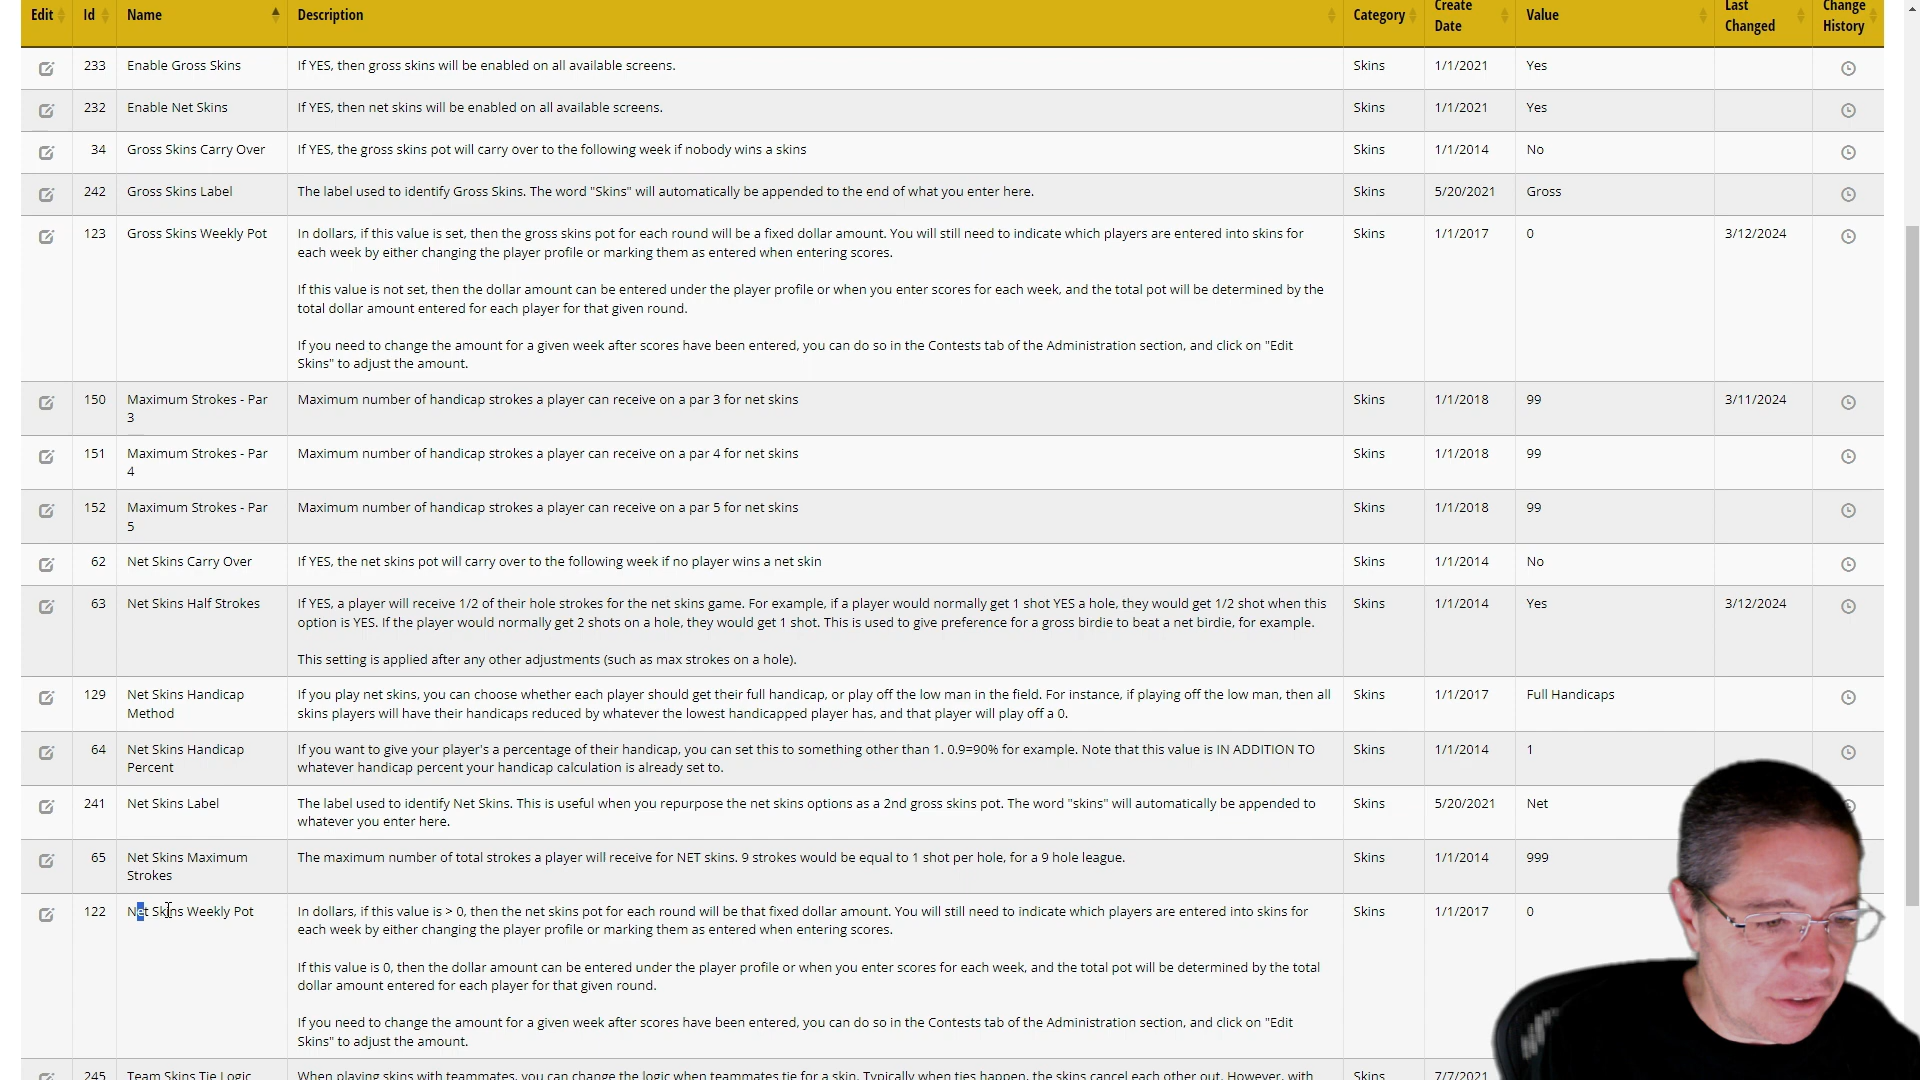 Edit Id Name Description Category Create Date Value Last Changed Change History
233 Enable Gross Skins If YES, then gross skins will be enabled on all available screens. Skins 1/1/2021 Yes
232 Enable Net Skins If YES, then net skins will be enabled on all available screens. Skins 1/1/2021 Yes
34 Gross Skins Carry Over If YES, the gross skins pot will carry over to the following week if nobody wins a skins Skins 1/1/2014 No
242 Gross Skins Label The label used to identify Gross Skins. The word "Skins" will automatically be appended to the end of what you enter here. Skins 5/20/2021 Gross
123 Gross Skins Weekly Pot In dollars, if this value is set, then the gross skins pot for each round will be a fixed dollar amount. You will still need to indicate which players are entered into skins for Skins 1/1/2017 0 3/12/2024
each week by either changing the player profile or marking them as entered when entering scores.
If this value is not set, then the dollar amount can be entered under the player profile or when you enter scores for each week, and the total pot will be determined by the
total dollar amount entered for each player for that given round.
If you need to change the amount for a given week after scores have been entered, you can do so in the Contests tab of the Administration section, and click on "Edit
Skins" to adjust the amount.
150 Maximum Strokes - Par Maximum number of handicap strokes a player can receive on a par 3 for net skins Skins 1/1/2018 99 3/11/2024
3
151 Maximum Strokes - Par Maximum number of handicap strokes a player can receive on a par 4 for net skins Skins 1/1/2018 99
4
152 Maximum Strokes - Par Maximum number of handicap strokes a player can receive on a par 5 for net skins Skins 1/1/2018 99
5
62 Net Skins Carry Over If YES, the net skins pot will carry over to the following week if no player wins a net skin Skins 1/1/2014 No
63 Net Skins Half Strokes If YES, a player will receive 1/2 of their hole strokes for the net skins game. For example, if a player would normally get 1 shot YES a hole, they would get 1/2 shot when this Skins 1/1/2014 Yes 3/12/2024
option is YES. If the player would normally get 2 shots on a hole, they would get 1 shot. This is used to give preference for a gross birdie to beat a net birdie, for example.
This setting is applied after any other adjustments (such as max strokes on a hole).
129 Net Skins Handicap If you play net skins, you can choose whether each player should get their full handicap, or play off the low man in the field. For instance, if playing off the low man, then all Skins 1/1/2017 Full Handicaps
Method skins players will have their handicaps reduced by whatever the lowest handicapped player has, and that player will play off a 0.
64 Net Skins Handicap If you want to give your player's a percentage of their handicap, you can set this to something other than 1. 0.9=90% for example. Note that this value is IN ADDITION TO Skins 1/1/2014 1
Percent whatever handicap percent your handicap calculation is already set to.
241 Net Skins Label The label used to identify Net Skins. This is useful when you repurpose the net skins options as a 2nd gross skins pot. The word "skins" will automatically be appended to Skins 5/20/2021 Net
whatever you enter here.
65 Net Skins Maximum The maximum number of total strokes a player will receive for NET skins. 9 strokes would be equal to 1 shot per hole, for a 9 hole league. Skins 1/1/2014 999
Strokes
122 Net Skins Weekly Pot In dollars, if this value is > 0, then the net skins pot for each round will be that fixed dollar amount. You will still need to indicate which players are entered into skins for Skins 1/1/2017 0
each week by either changing the player profile or marking them as entered when entering scores.
If this value is 0, then the dollar amount can be entered under the player profile or when you enter scores for each week, and the total pot will be determined by the total
dollar amount entered for each player for that given round.
If you need to change the amount for a given week after scores have been entered, you can do so in the Contests tab of the Administration section, and click on "Edit
Skins" to adjust the amount.
245 Team Skins Tie Logic When playing skins with teammates, you can change the logic when teammates tie for a skin. Typically when ties happen, the skins cancel each other out. However, with Skins 7/7/2021